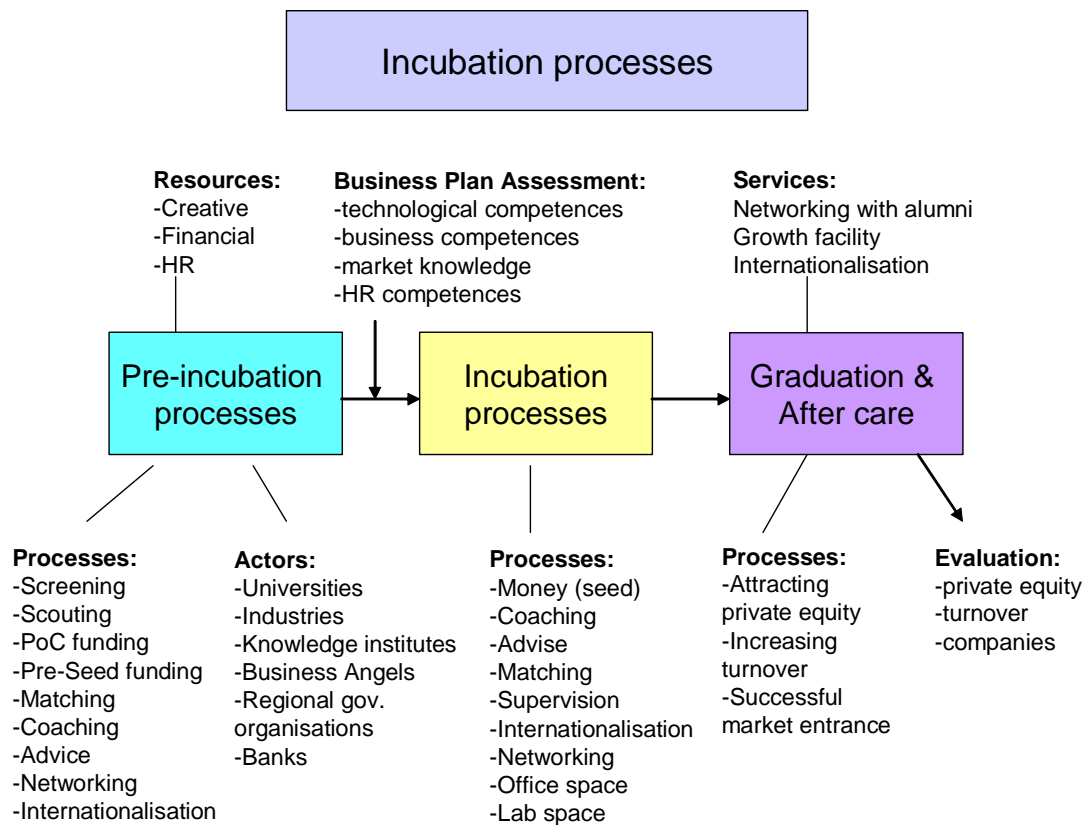 Incubation processes
Resources:
-Creative
-Financial
-HR
Business Plan Assessment:
-technological competences
-business competences
-market knowledge
-HR competences
Services:
Networking with alumni
Growth facility
Internationalisation
Pre-incubation
processes
Incubation
processes
Graduation &
After care
Processes:
-Screening
-Scouting
-PoC funding
-Pre-Seed funding
-Matching
-Coaching
-Advice
-Networking
-Internationalisation
Actors:
-Universities
-Industries
-Knowledge institutes
-Business Angels
-Regional gov.
organisations
-Banks
Processes:
-Money (seed)
-Coaching
-Advise
-Matching
-Supervision
-Internationalisation
-Networking
-Office space
-Lab space
Processes:
-Attracting
private equity
-Increasing
turnover
-Successful
market entrance
Evaluation:
-private equity
-turnover
-companies